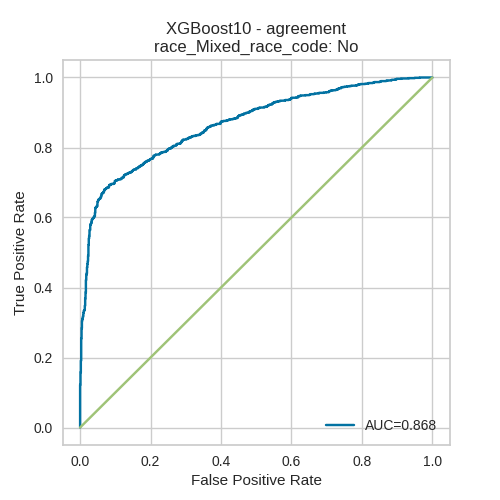 XGBoost10 - agreement
race_Mixed_race_code: No
1.0
0.8
0.6
0.4
0.2
0.0
True Positive Rate
AUC=0.868
0.0 0.2 0.4 0.6 0.8 1.0
False Positive Rate